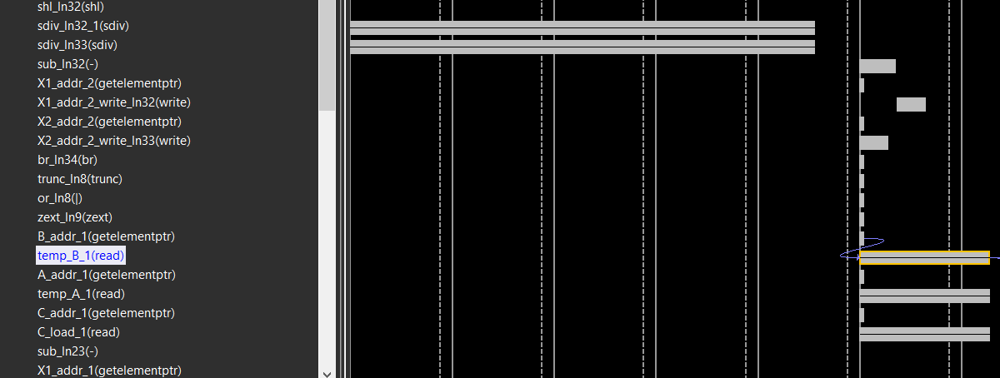 shl_ln32(shl)
sdiv_ln32_1(sdiv)
sdiv_ln33(sdiv)
sub_ln32(-)
X1_addr_2(getelementptr)
X1_addr_2_write_ln32(write)
X2_addr_2(getelementptr)
X2_addr_2_write_ln33(write)
br_ln34(br)
trunc_ln8(trunc)
or_ln8(|)
zext_ln9(zext)
B_addr_1(getelementptr)
temp_B_1(read)
A_addr_1(getelementptr)
temp_A_1(read)
C_addr_1(getelementptr)
C_load_1(read)
sub_ln23(-)
X1_addr_1(getelementptr)